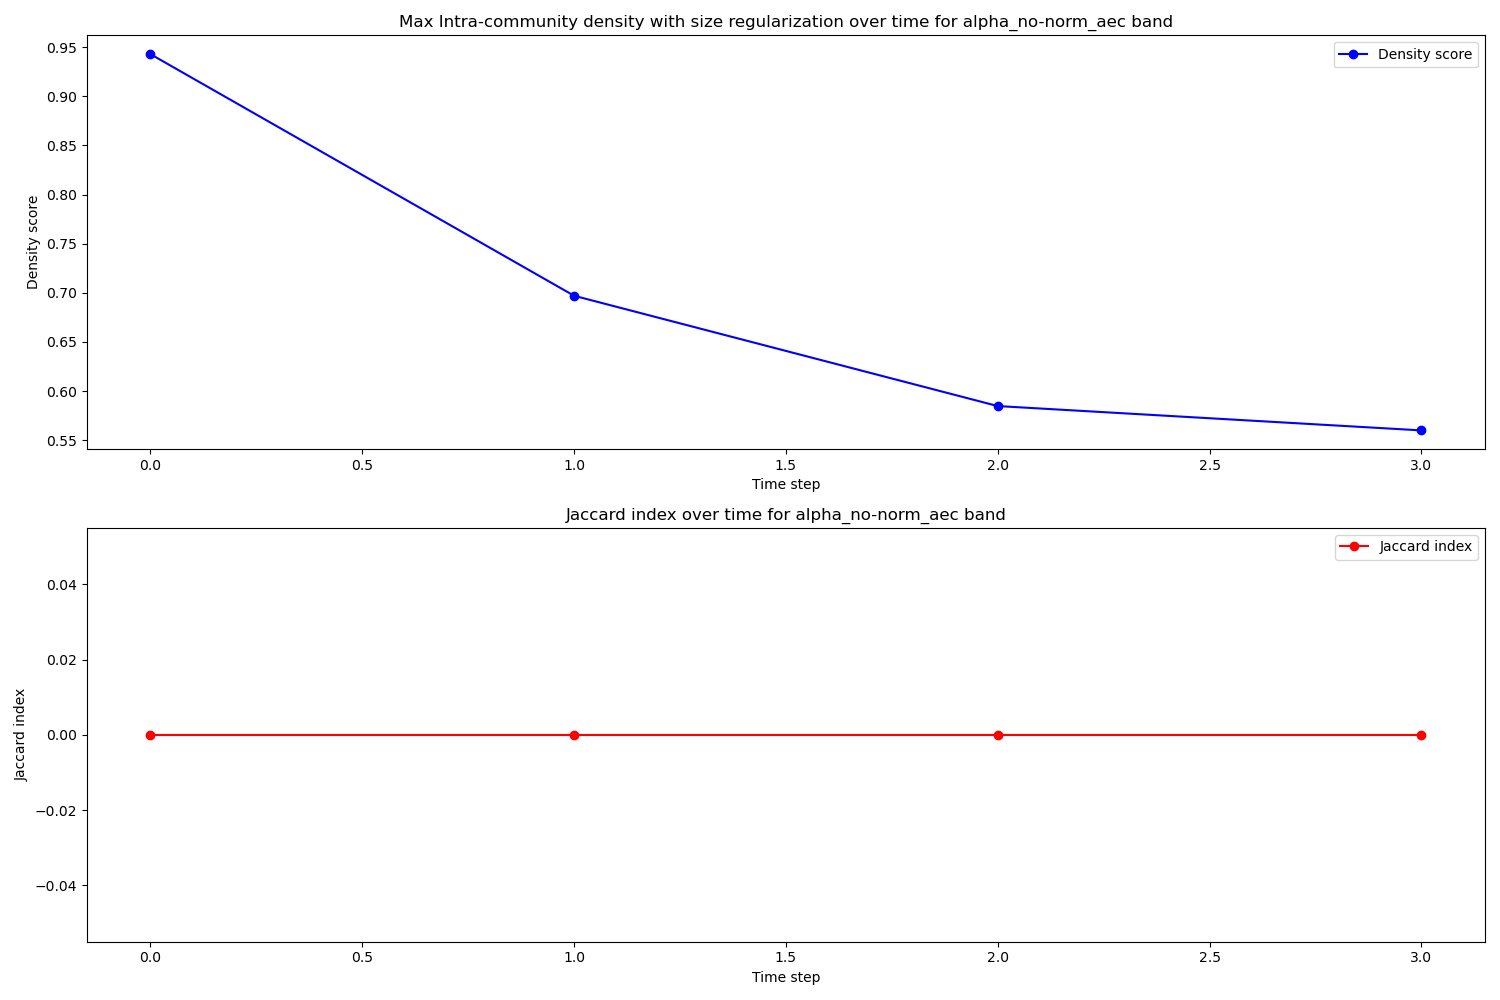 Max Intra-community density with size regularization over time for alpha_no-norm_aec band
0.95
0.90
0.85
0.80
0.75
0.70
0.65
0.60
0.55
Density score
Density score
0.0 0.5 1.0 1.5 2.0 2.5 3.0
Time step
Jaccard index over time for alpha_no-norm_aec band
0.04
0.02
0.00
−0.02
−0.04
Jaccard index
Jaccard index
0.0 0.5 1.0 1.5 2.0 2.5 3.0
Time step